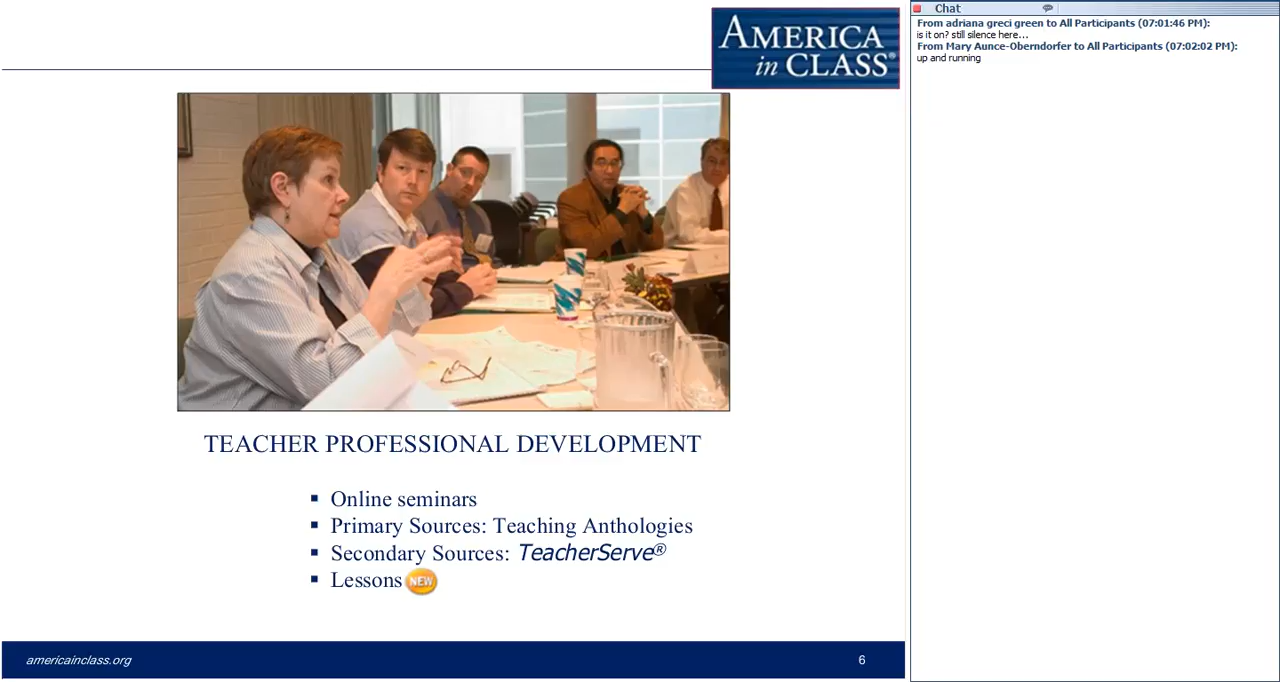 AMERICA
in CLASS®
TEACHER PROFESSIONAL DEVELOPMENT
▪ Online seminars
▪ Primary Sources: Teaching Anthologies
▪ Secondary Sources: TeacherServe®
▪ Lessons NEW
americainclass.org
6
Chat
From adriana greci green to All Participants (07:01:46 PM):
is it on? still silence here...
From Mary Aunce-Oberndorfer to All Participants (07:02:02 PM):
up and running